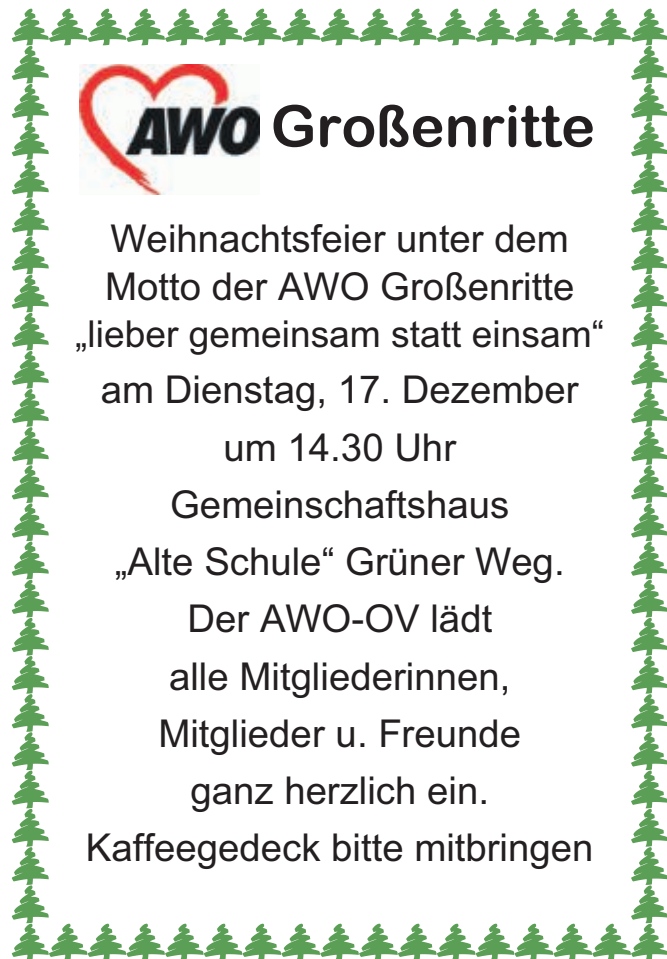 AWO Großenritte
Weihnachtsfeier unter dem
Motto der AWO Großenritte
„lieber gemeinsam statt einsam“
am Dienstag, 17. Dezember
um 14.30 Uhr
Gemeinschaftshaus
„Alte Schule“ Grüner Weg.
Der AWO-OV lädt
alle Mitgliederinnen,
Mitglieder u. Freunde
ganz herzlich ein.
Kaffeegedeck bitte mitbringen